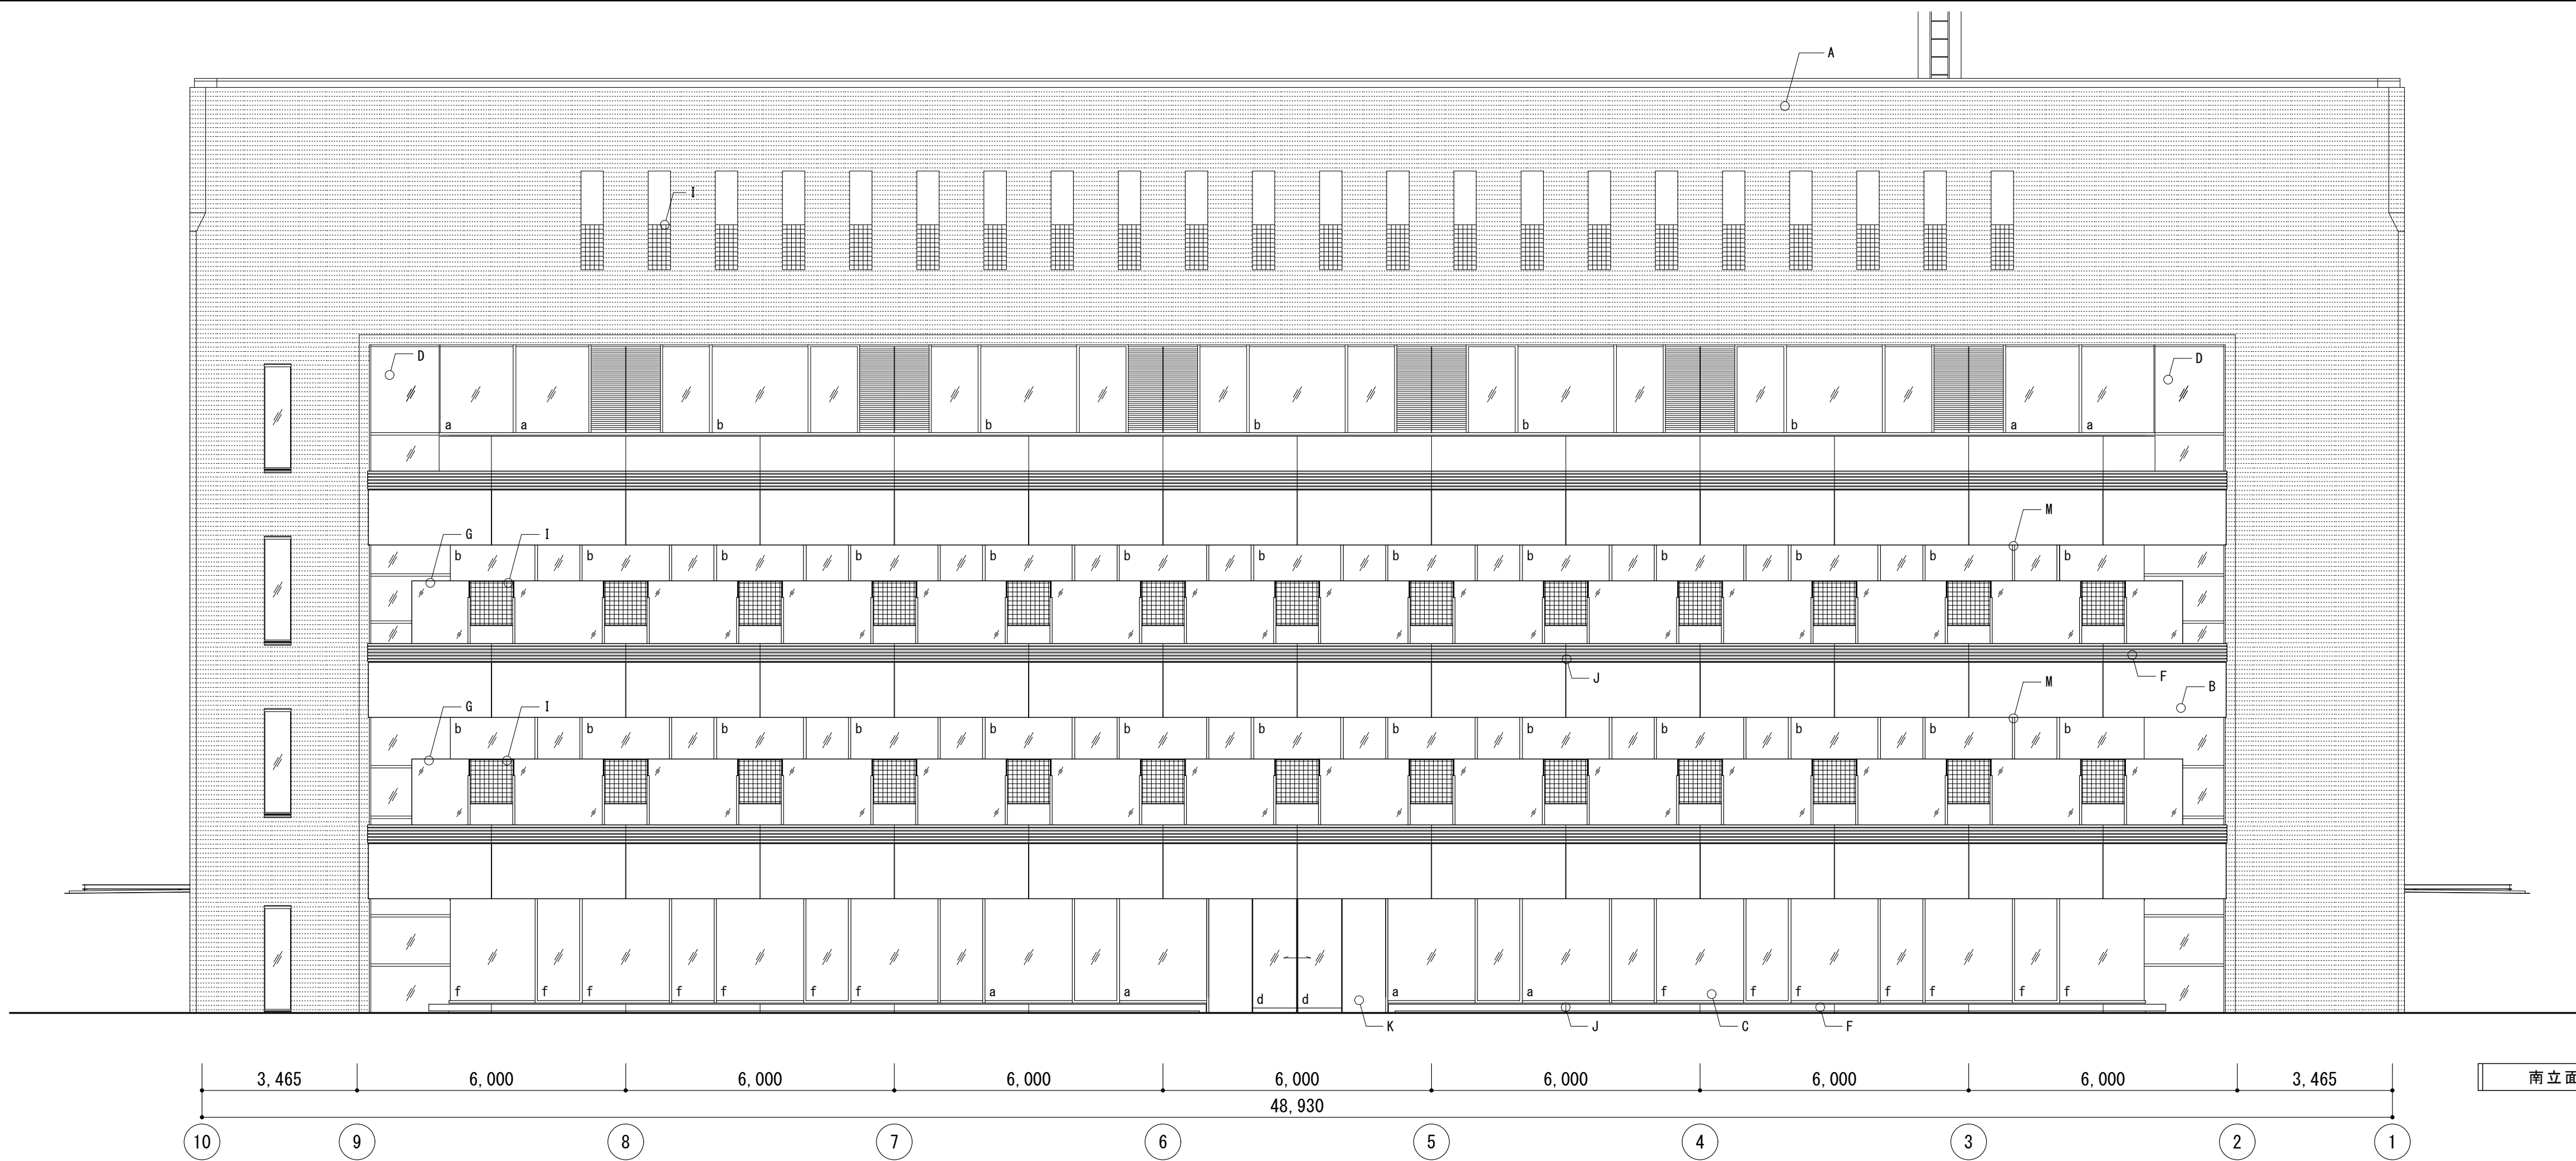 A
I
D
D
a a b b b b b a a
G I M
b b b b b b b b b b b b b
J F
G I M B
b b b b b b b b b b b b b
f f f f f f f a a d d a a f f f f f f f
K J C F
3,465 6,000 6,000 6,000 6,000 6,000 6,000 6,000 3,465
南立面
48,930
10 9 8 7 6 5 4 3 2 1